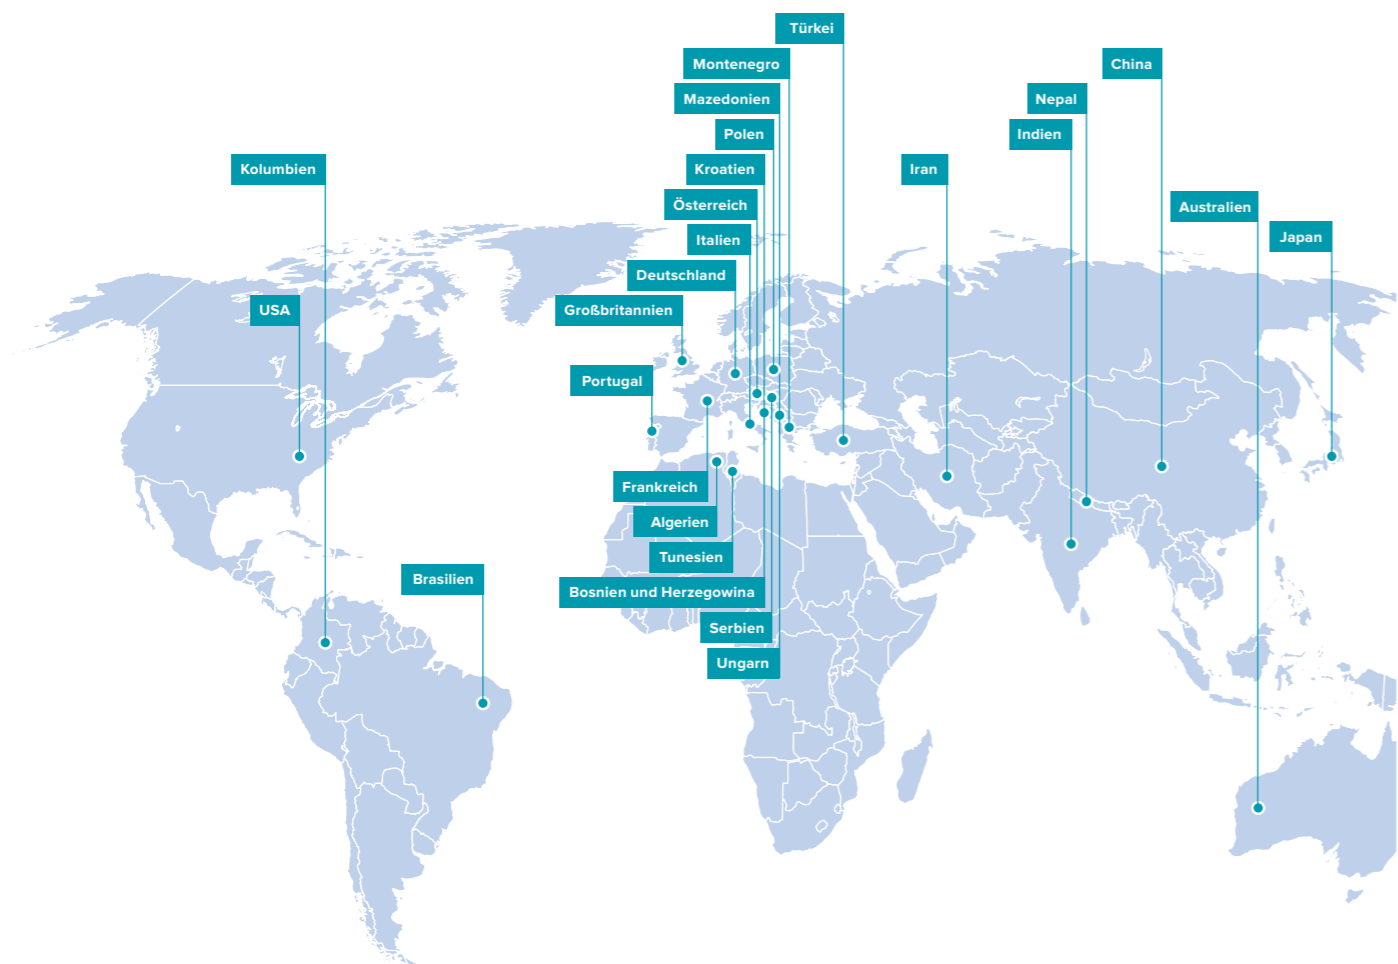 Türkei
Montenegro
China
Mazedonien
Nepal
Polen
Indien
Kolumbien
Kroatien
Iran
Österreich
Australien
Italien
Japan
Deutschland
USA
Großbritannien
Portugal
Frankreich
Algerien
Tunesien
Brasilien
Bosnien und Herzegowina
Serbien
Ungarn